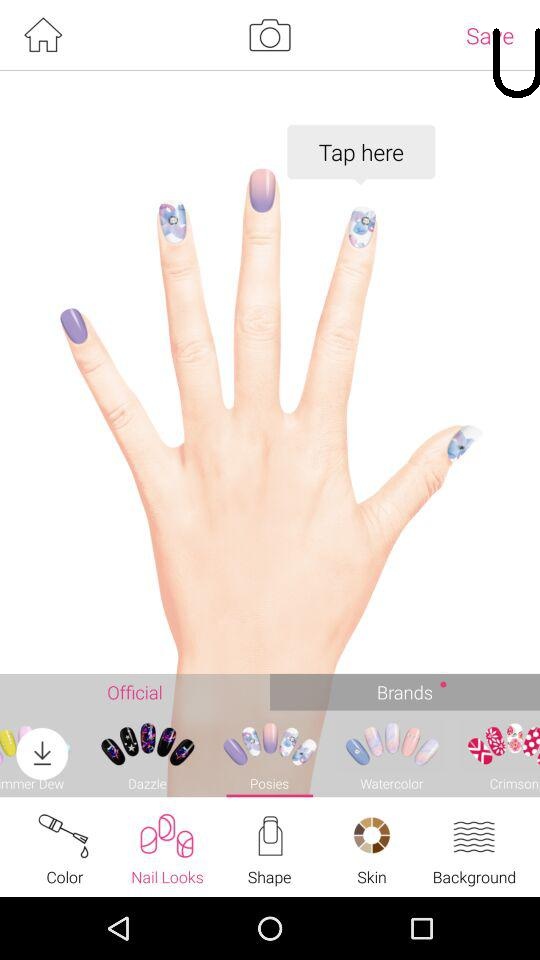 Save
Tap here
Official
Brands
mmer Dew
Dazzle
Posies
Watercolor
Crimson
Color
Nail Looks
Shape
Skin
Background